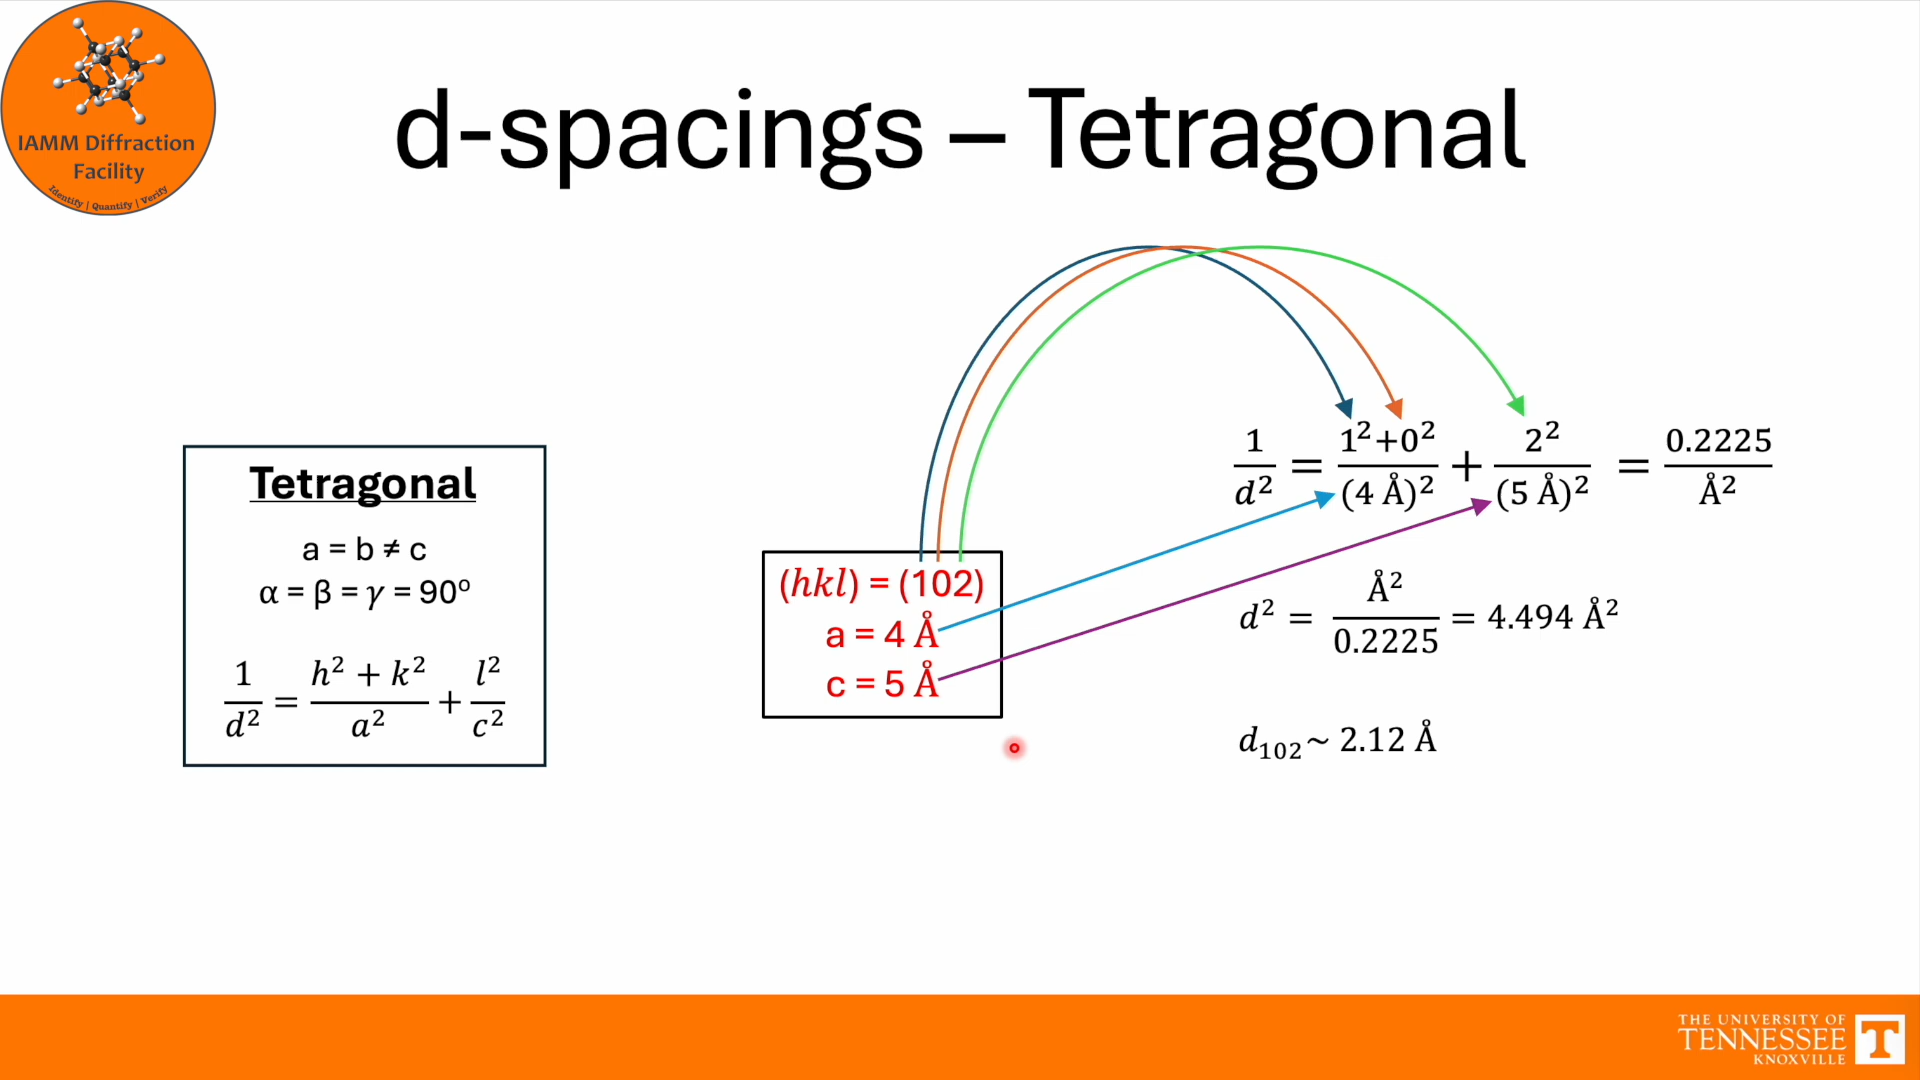 IAMM Diffraction
Facility
Identify | Quantify | Verify
d-spacings – Tetragonal
Tetragonal
a = b ≠ c
α = β = γ = 90º
1/d² = (h² + k²)/a² + l²/c²
(hkl) = (102)
a = 4 Å
c = 5 Å
1/d² = (1²+0²)/(4 Å)² + 2²/(5 Å)² = 0.2225/Å²
d² = Å²/0.2225 = 4.494 Å²
d₁₀₂~ 2.12 Å
THE UNIVERSITY OF
TENNESSEE
KNOXVILLE
T